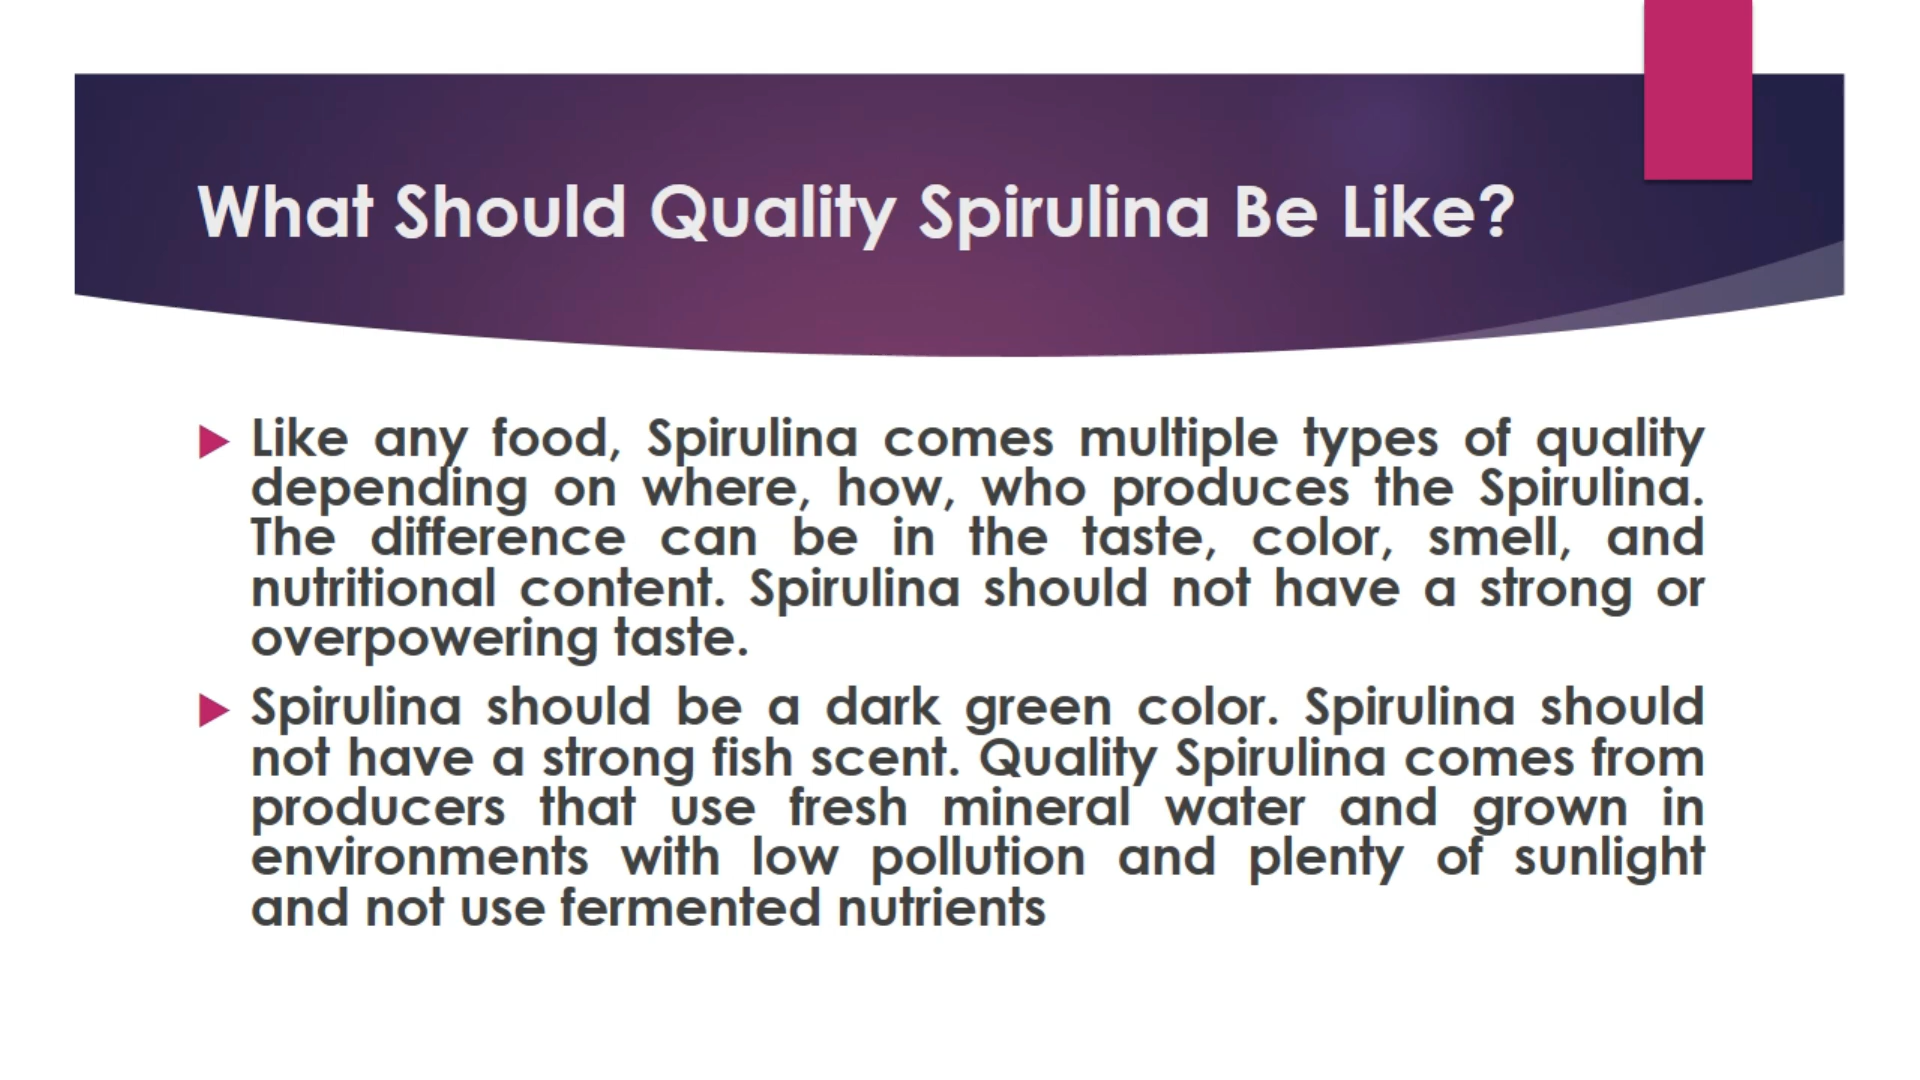 What Should Quality Spirulina Be Like?
Like any food, Spirulina comes multiple types of quality
depending on where, how, who produces the Spirulina.
The difference can be in the taste, color, smell, and
nutritional content. Spirulina should not have a strong or
overpowering taste.
Spirulina should be a dark green color. Spirulina should
not have a strong fish scent. Quality Spirulina comes from
producers that use fresh mineral water and grown in
environments with low pollution and plenty of sunlight
and not use fermented nutrients